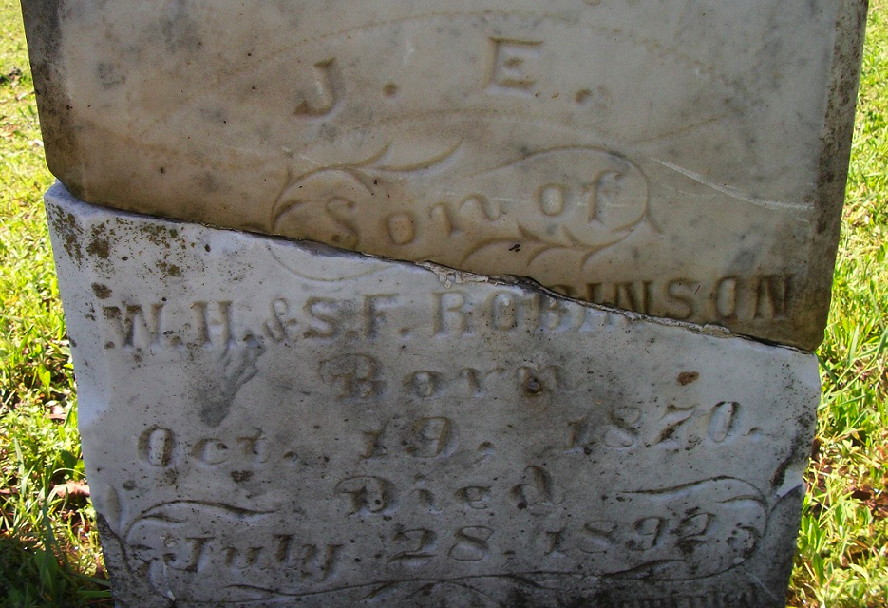 J. E.
Son of
W. H. & S. F. ROBINSON
Born
Oct. 19, 1870.
Died
July 28, 1892.